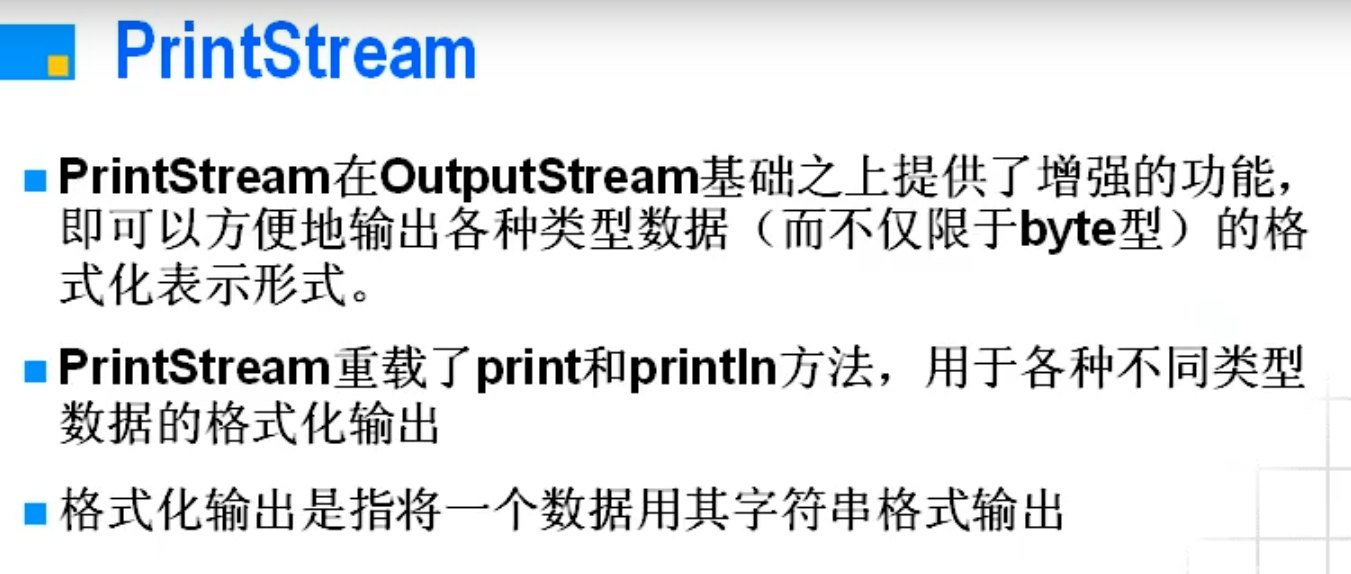 PrintStream
PrintStream在OutputStream基础之上提供了增强的功能，
即可以方便地输出各种类型数据（而不仅限于byte型）的格
式化表示形式。
PrintStream重载了print和println方法，用于各种不同类型
数据的格式化输出
格式化输出是指将一个数据用其字符串格式输出